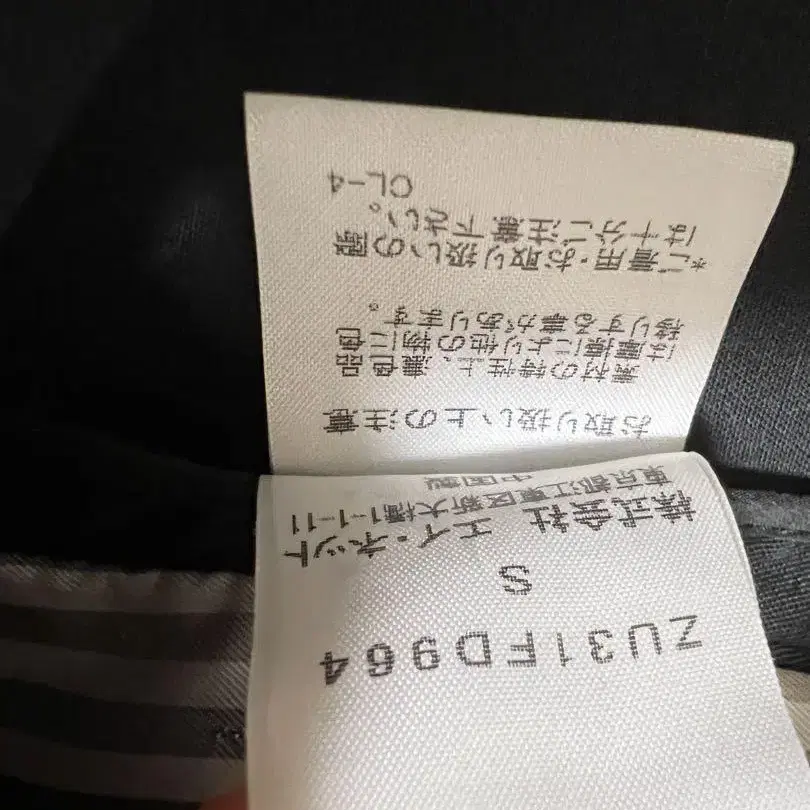 ZU31FD964
S
株式会社 エイ・ネット
東京都江東区新大橋1-1-11
中国製
お取り扱い上の注意
素材の特性上、濃色品
は摩擦により他の物に色
移りする事があります。
*ご着用・お取り扱いの際
は十分ご注意下さい。
CL-4